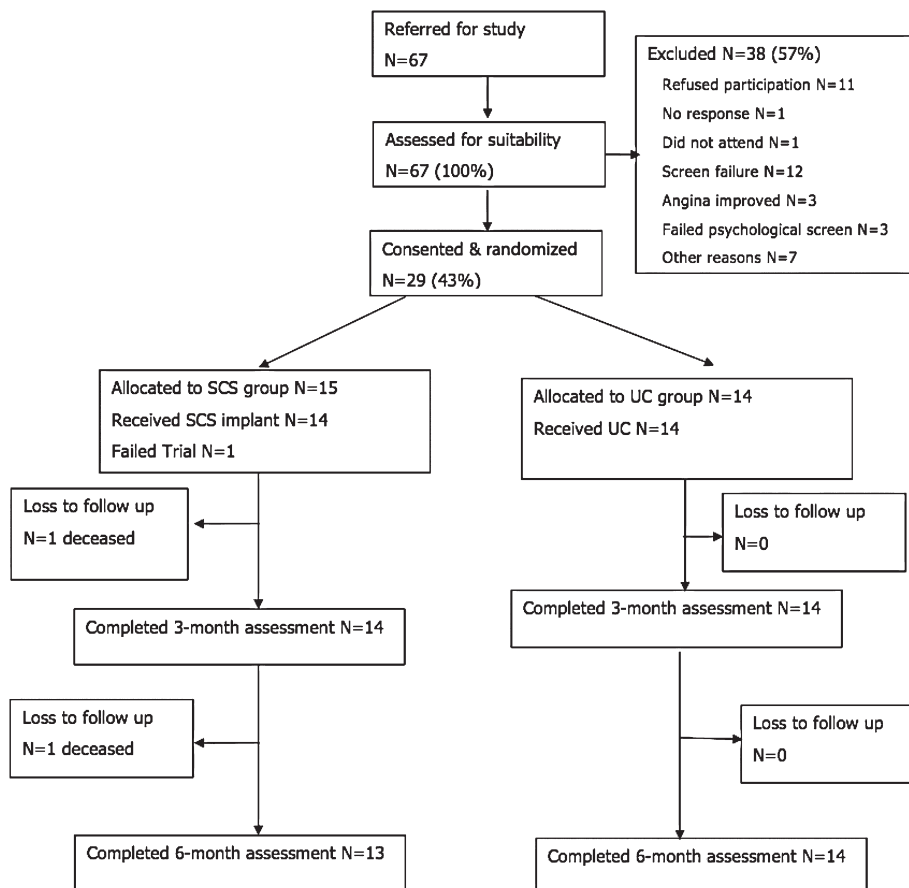 Referred for study
N=67
Excluded N=38 (57%)
Refused participation N=11
No response N=1
Did not attend N=1
Screen failure N=12
Angina improved N=3
Failed psychological screen N=3
Other reasons N=7
Assessed for suitability
N=67 (100%)
Consented & randomized
N=29 (43%)
Allocated to SCS group N=15
Received SCS implant N=14
Failed Trial N=1
Allocated to UC group N=14
Received UC N=14
Loss to follow up
N=1 deceased
Loss to follow up
N=0
Completed 3-month assessment N=14
Completed 3-month assessment N=14
Loss to follow up
N=1 deceased
Loss to follow up
N=0
Completed 6-month assessment N=13
Completed 6-month assessment N=14